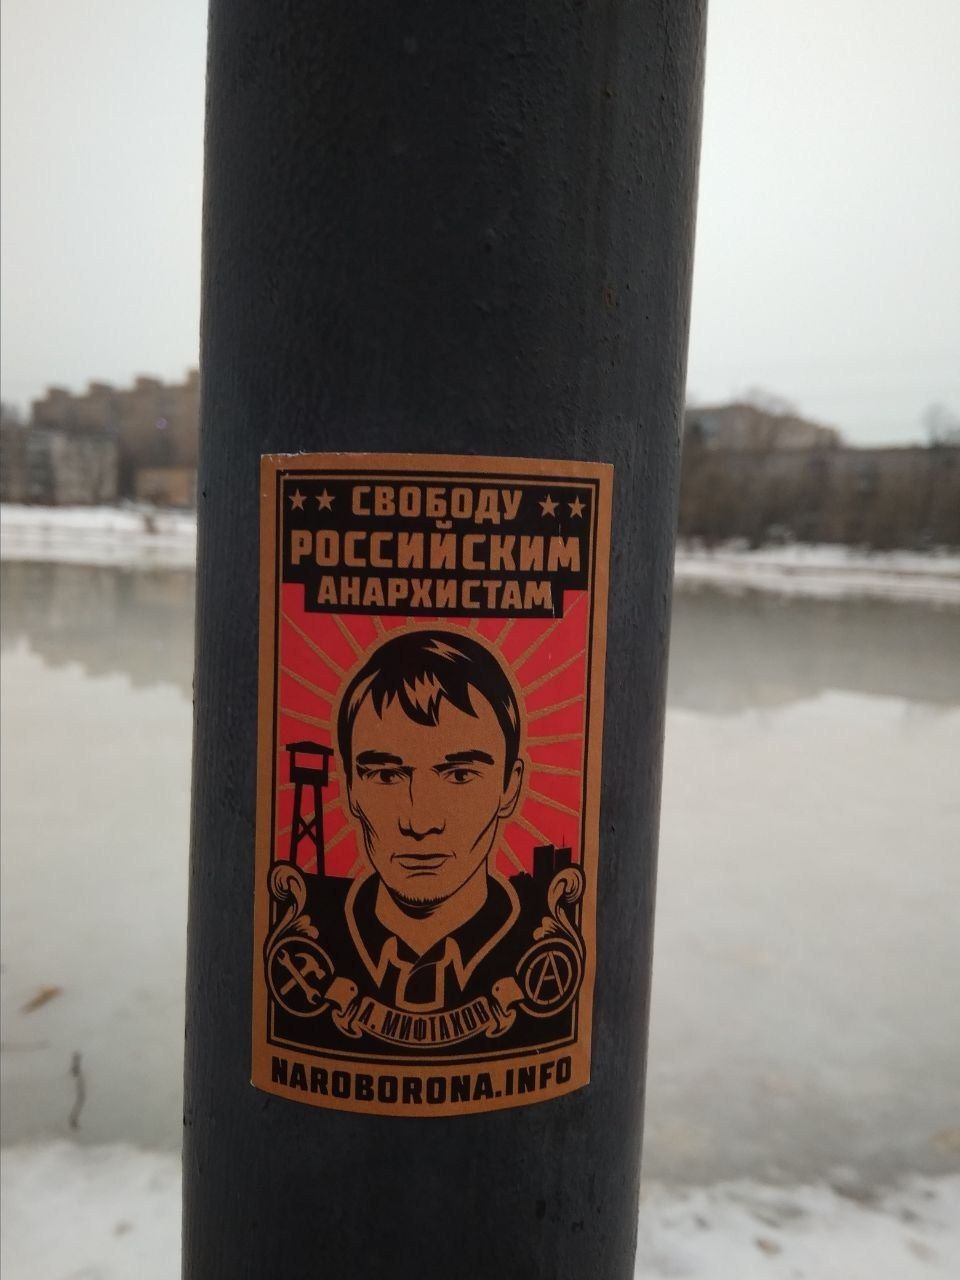 СВОБОДУ
РОССИЙСКИМ
АНАРХИСТАМ
А. МИФТАХОВ
NAROBORONA.INFO